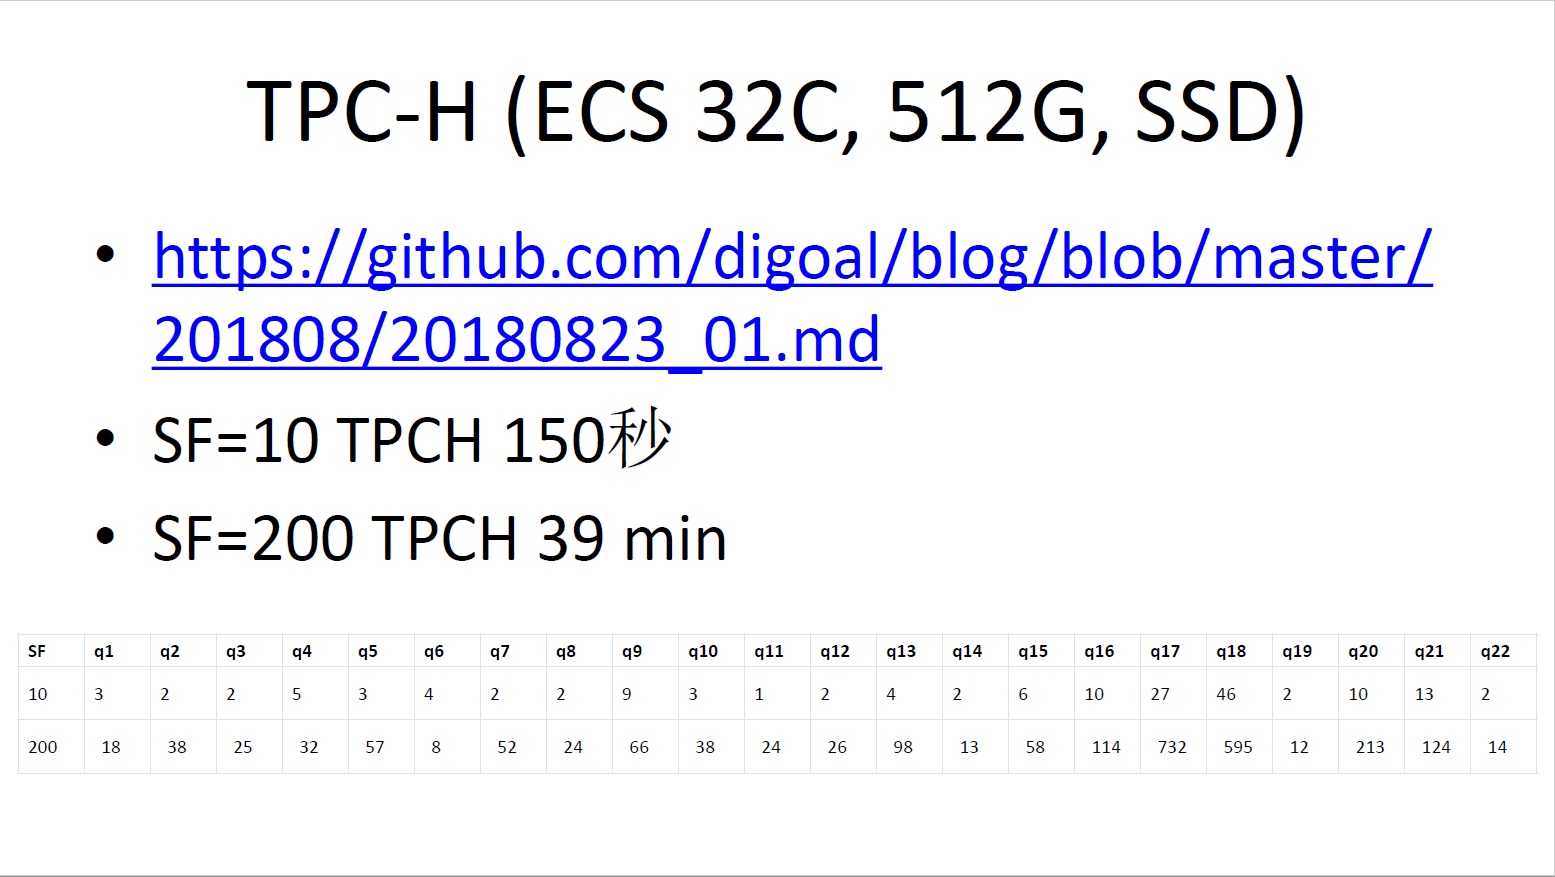 TPC-H (ECS 32C, 512G, SSD)
• https://github.com/digoal/blog/blob/master/
201808/20180823_01.md
• SF=10 TPCH 150秒
• SF=200 TPCH 39 min
SF q1 q2 q3 q4 q5 q6 q7 q8 q9 q10 q11 q12 q13 q14 q15 q16 q17 q18 q19 q20 q21 q22
10 3 2 2 5 3 4 2 2 9 3 1 2 4 2 6 10 27 46 2 10 13 2
200 18 38 25 32 57 8 52 24 66 38 24 26 98 13 58 114 732 595 12 213 124 14